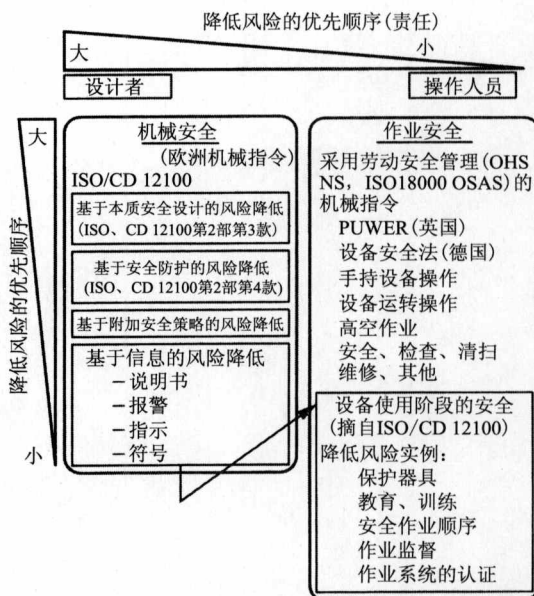 降低风险的优先顺序(责任)
大
小
设计者
操作人员
大
降低风险的优先顺序
小
机械安全
(欧洲机械指令)
ISO/CD 12100
基于本质安全设计的风险降低
(ISO、CD 12100第2部第3款)
基于安全防护的风险降低
(ISO、CD 12100第2部第4款)
基于附加安全策略的风险降低
基于信息的风险降低
－说明书
－报警
－指示
－符号
作业安全
采用劳动安全管理(OHS
NS，ISO18000 OSAS)的
机械指令
PUWER(英国)
设备安全法(德国)
手持设备操作
设备运转操作
高空作业
安全、检查、清扫
维修、其他
设备使用阶段的安全
(摘自ISO/CD 12100)
降低风险实例：
保护器具
教育、训练
安全作业顺序
作业监督
作业系统的认证